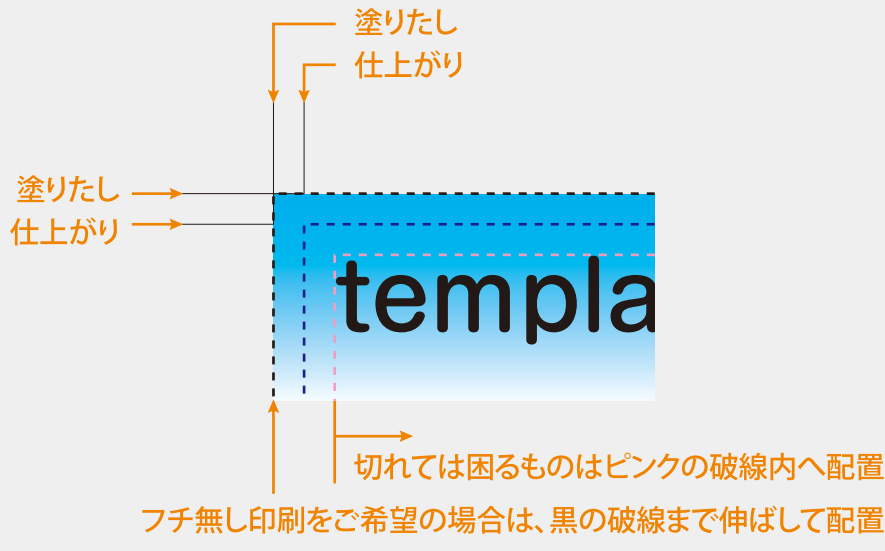 塗りたし
仕上がり
塗りたし
仕上がり
templa
切れては困るものはピンクの破線内へ配置
フチ無し印刷をご希望の場合は、黒の破線まで伸ばして配置